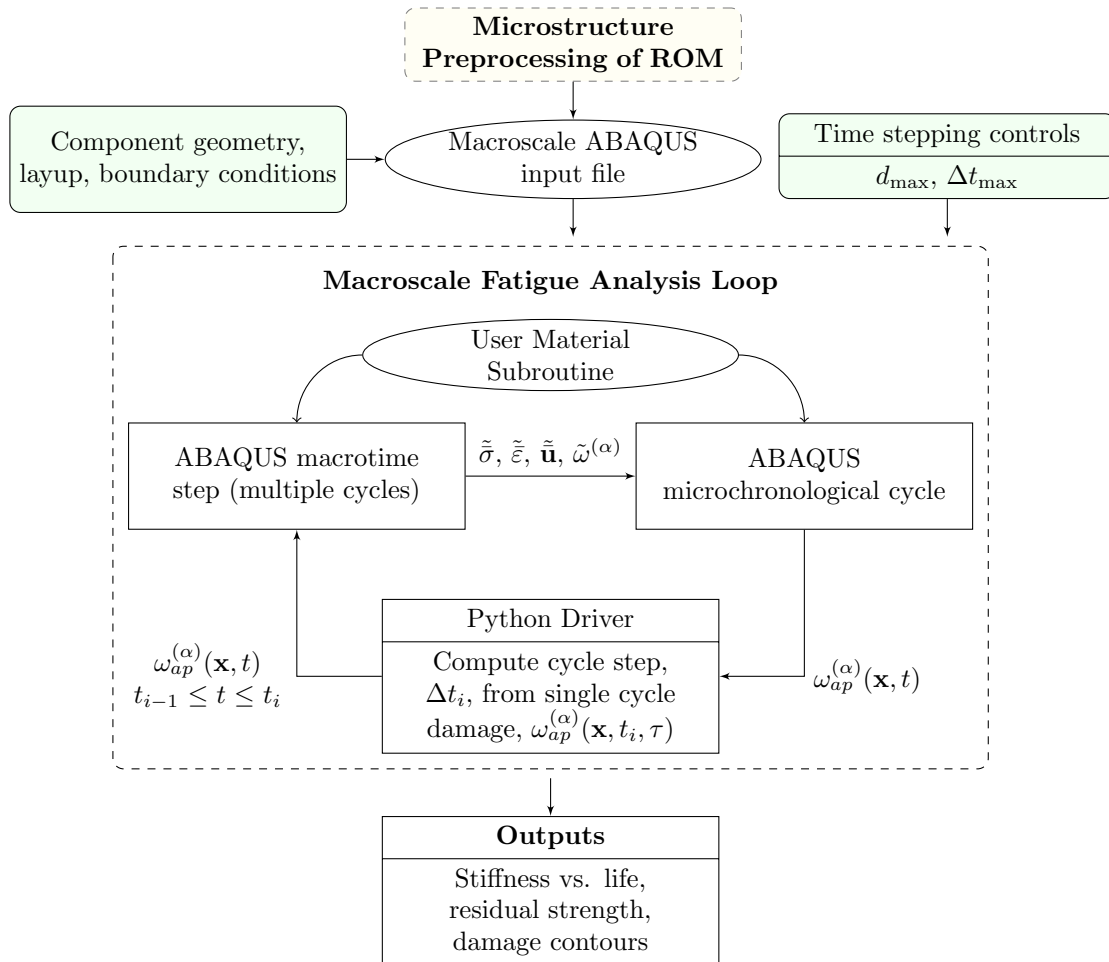 Microstructure
Preprocessing of ROM
Component geometry,
layup, boundary conditions
Macroscale ABAQUS
input file
Time stepping controls
d_max, Δt_max
Macroscale Fatigue Analysis Loop
User Material
Subroutine
ABAQUS macrotime
step (multiple cycles)
σ̄̃, ε̄̃, ū̃, ω̃^(α)
ABAQUS
microchronological cycle
Python Driver
Compute cycle step,
Δt_i, from single cycle
damage, ω_ap^(α)(x, t_i, τ)
ω_ap^(α)(x, t)
t_{i−1} ≤ t ≤ t_i
ω_ap^(α)(x, t)
Outputs
Stiffness vs. life,
residual strength,
damage contours